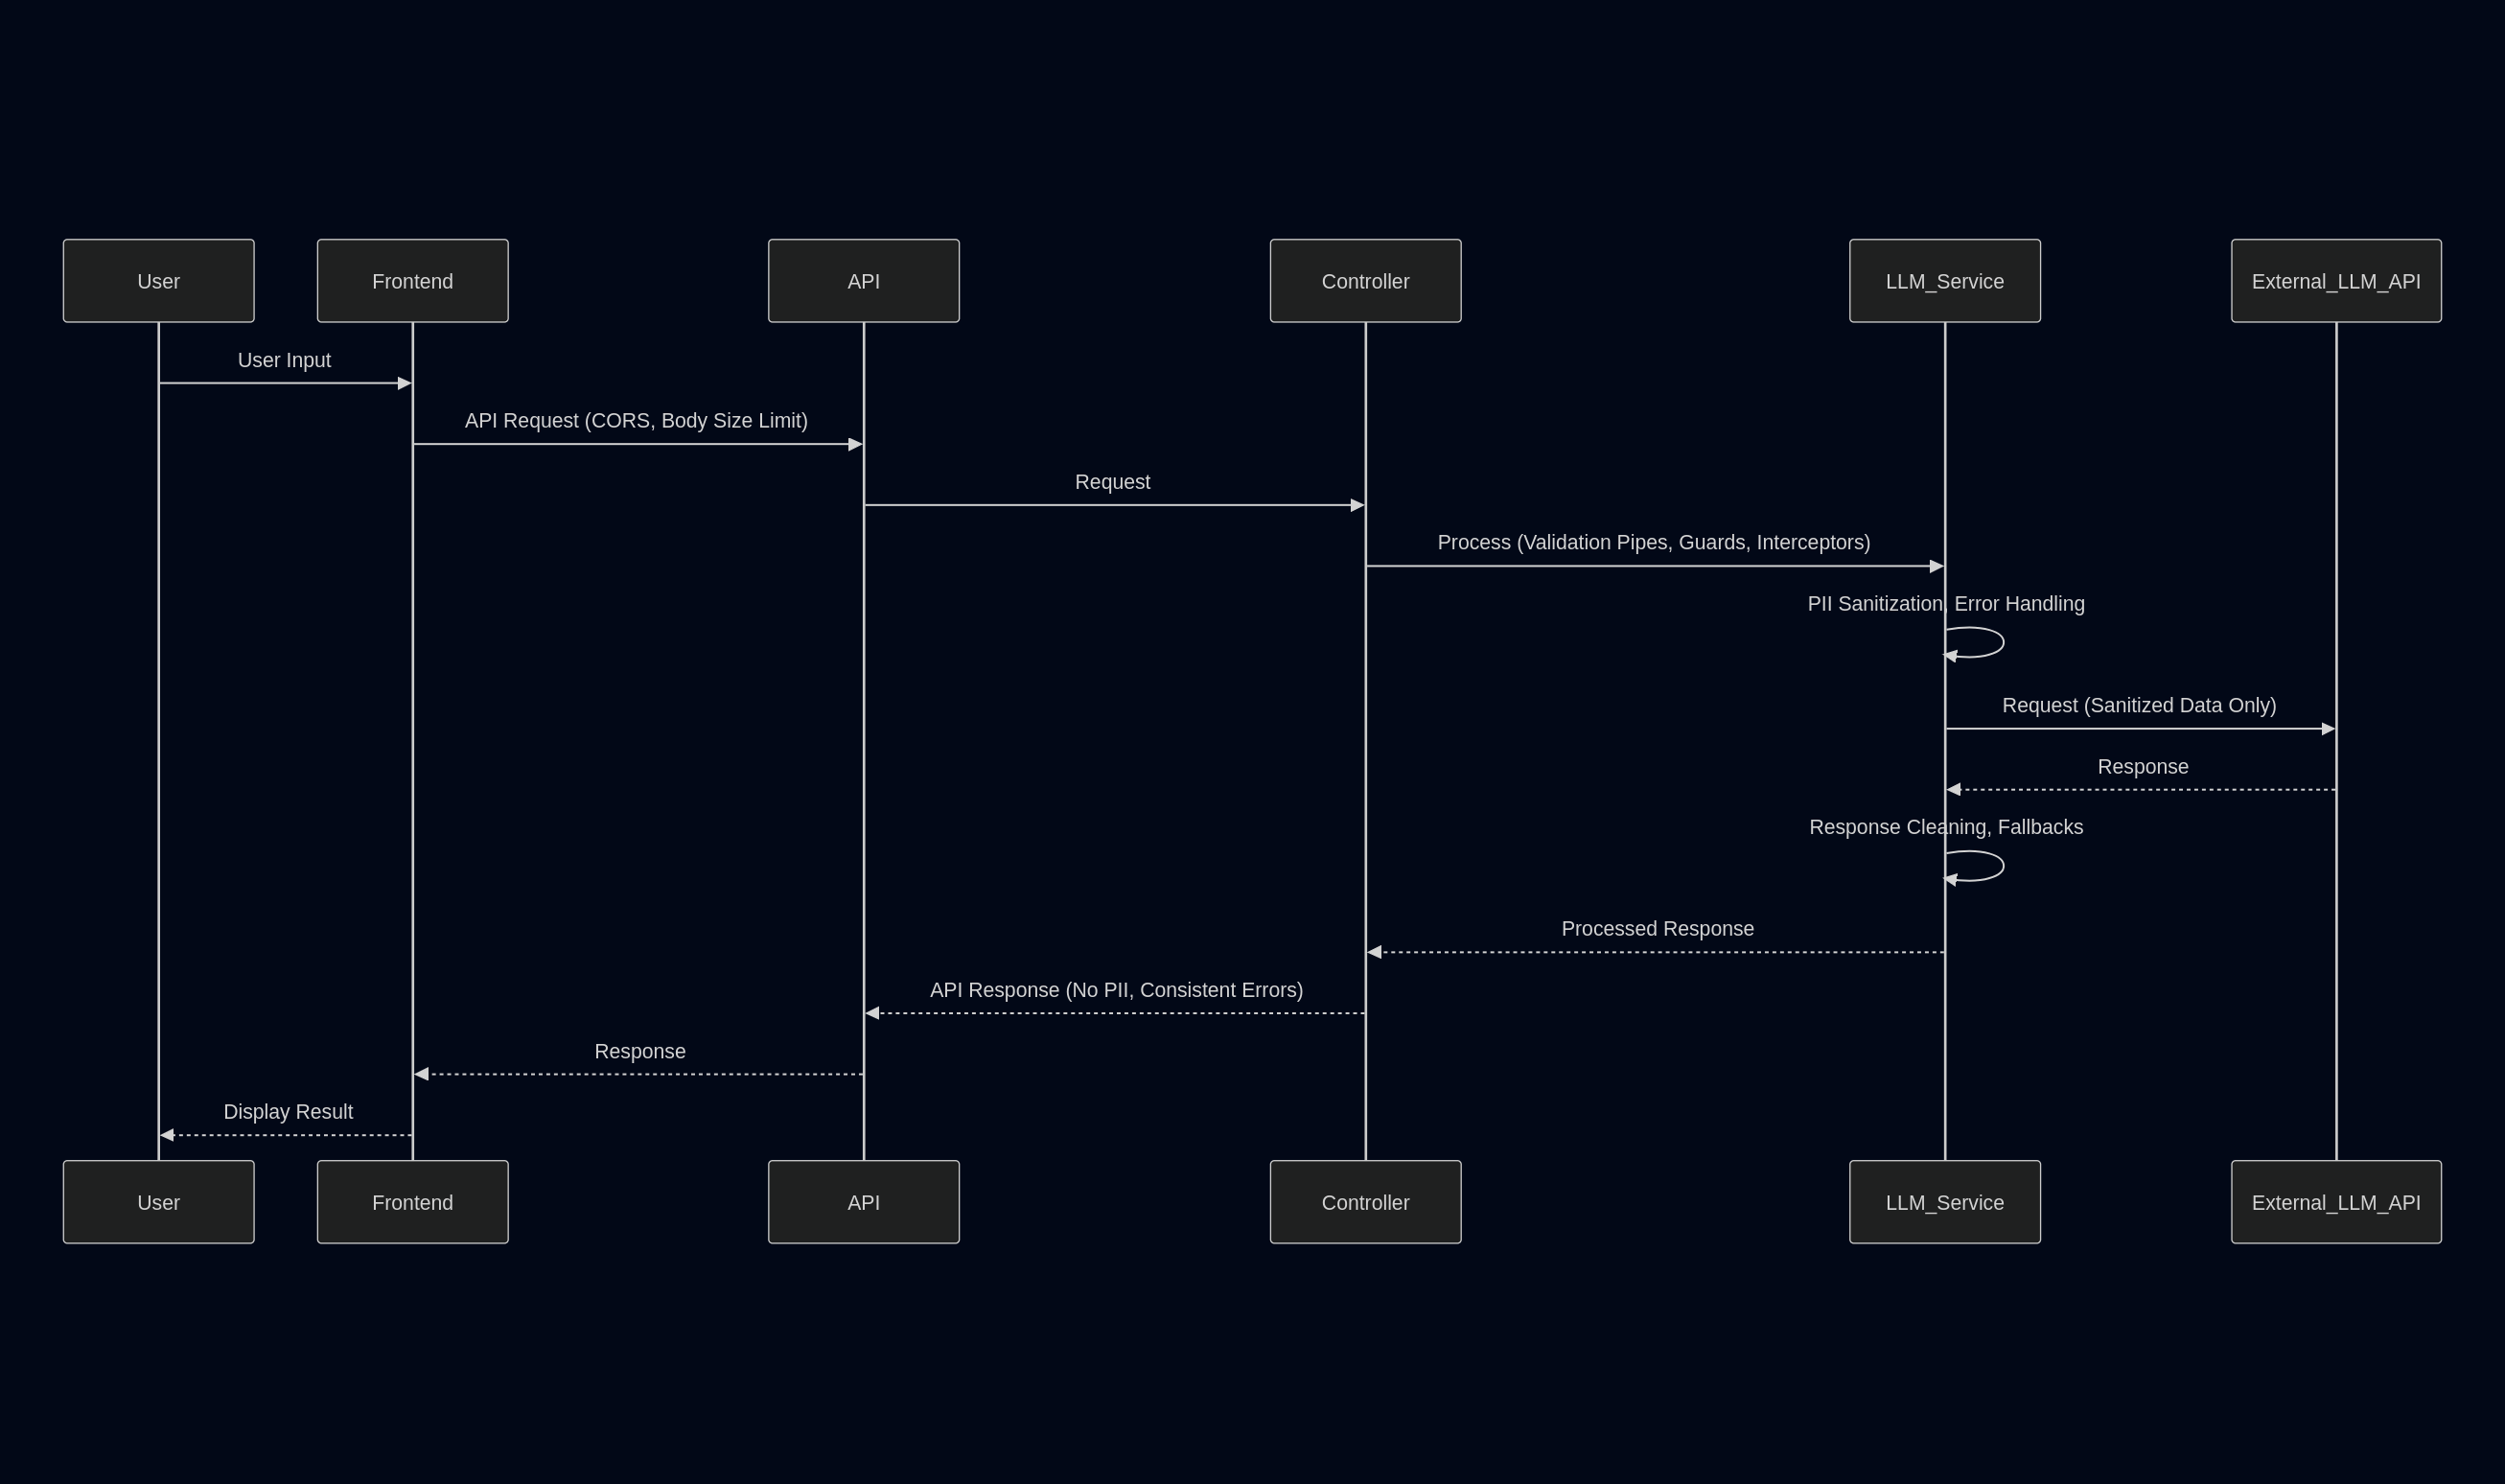 User
Frontend
API
Controller
LLM_Service
External_LLM_API
User Input
API Request (CORS, Body Size Limit)
Request
Process (Validation Pipes, Guards, Interceptors)
PII Sanitization, Error Handling
Request (Sanitized Data Only)
Response
Response Cleaning, Fallbacks
Processed Response
API Response (No PII, Consistent Errors)
Response
Display Result
User
Frontend
API
Controller
LLM_Service
External_LLM_API